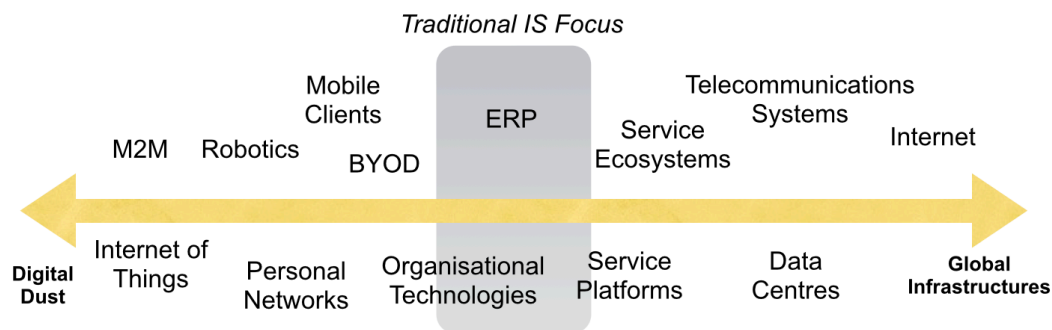 Traditional IS Focus
Mobile
Clients
ERP
Telecommunications
Systems
M2M
Robotics
BYOD
Service
Ecosystems
Internet
Digital
Dust
Internet of
Things
Personal
Networks
Organisational
Technologies
Service
Platforms
Data
Centres
Global
Infrastructures